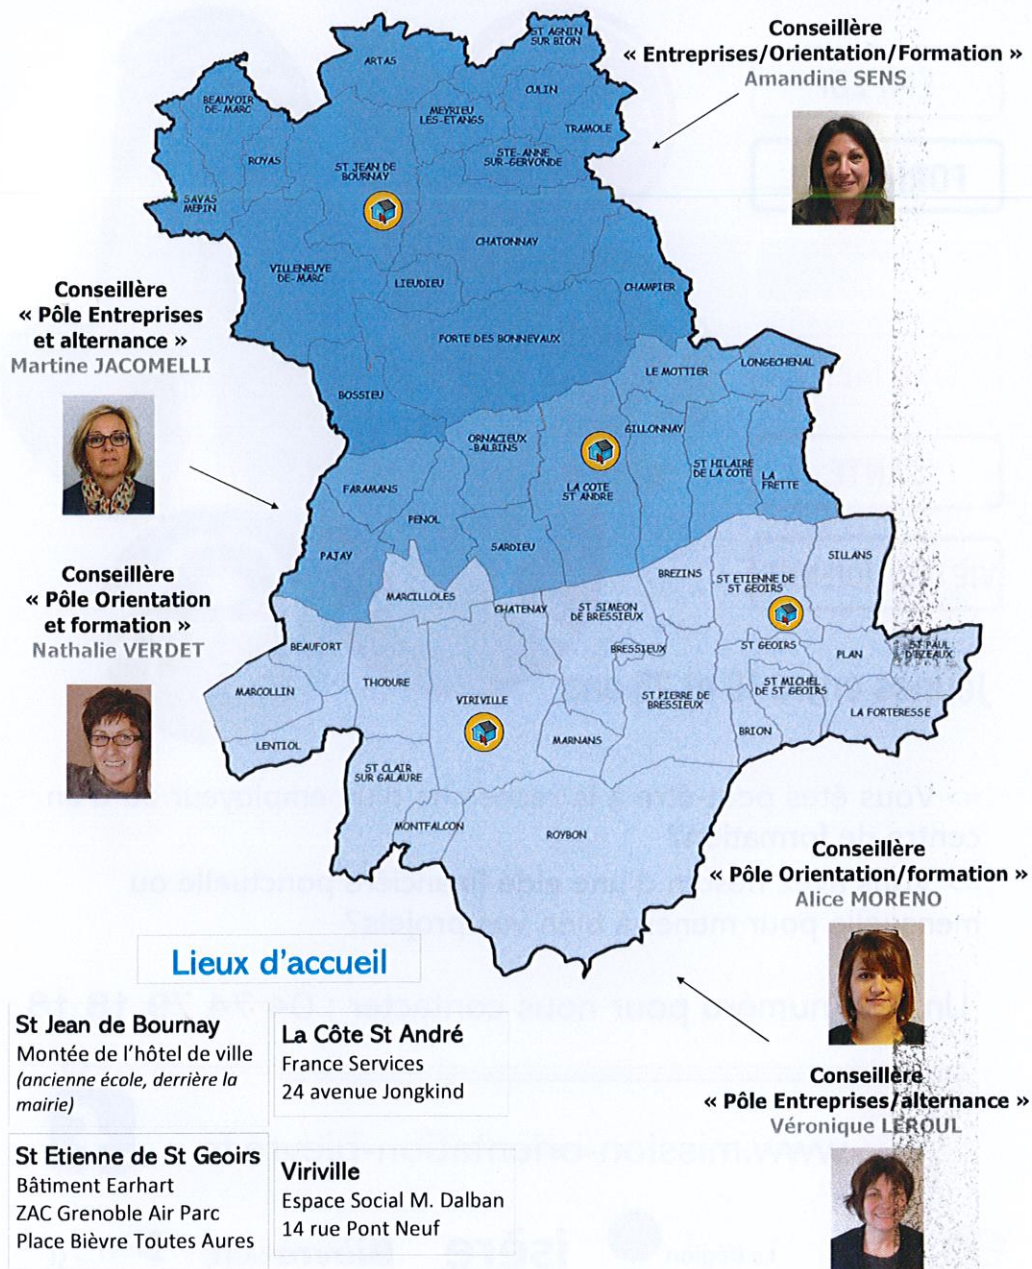 Conseillère
« Entreprises/Orientation/Formation »
Amandine SENS
ST AGNIN
SUR BION
ARTAS
CULIN
BEAUVOIR
DE-MARC
MEYRIEU
LES-ETANGS
TRAMOLE
ROYAS
ST JEAN DE
BOURNAY
STE-ANNE
SUR-GERVONDE
SAVAS
MEPIN
CHATONNAY
VILLENEUVE
DE-MARC
LIEUDIEU
CHAMPIER
PORTE DES BONNEVAUX
Conseillère
« Pôle Entreprises
et alternance »
Martine JACOMELLI
BOSSIEU
LE MOTTIER
LONGECHENAL
ORNACIEUX
-BALBINS
GILLONNAY
ST HILAIRE
DE LA COTE
LA
FRETTE
FARAMANS
LA COTE
ST ANDRE
PENOL
PAJAY
SARDIEU
SILLANS
Conseillère
« Pôle Orientation
et formation »
Nathalie VERDET
MARCILLOLES
CHATENAY
BREZINS
ST ETIENNE DE
ST GEOIRS
ST SIMEON
DE BRESSIEUX
BEAUFORT
BRESSIEUX
ST GEOIRS
PLAN
ST PAUL
D'IZEAUX
MARCOLLIN
THODURE
VIRIVILLE
ST PIERRE DE
BRESSIEUX
ST MICHEL
DE ST GEOIRS
LA FORTERESSE
LENTIOL
MARNANS
BRION
ST CLAIR
SUR GALAURE
MONTFALCON
ROYBON
Conseillère
« Pôle Orientation/formation »
Alice MORENO
Lieux d'accueil
St Jean de Bournay
Montée de l'hôtel de ville
(ancienne école, derrière la
mairie)
La Côte St André
France Services
24 avenue Jongkind
Conseillère
« Pôle Entreprises/alternance »
Véronique LEROUL
St Etienne de St Geoirs
Bâtiment Earhart
ZAC Grenoble Air Parc
Place Bièvre Toutes Aures
Viriville
Espace Social M. Dalban
14 rue Pont Neuf